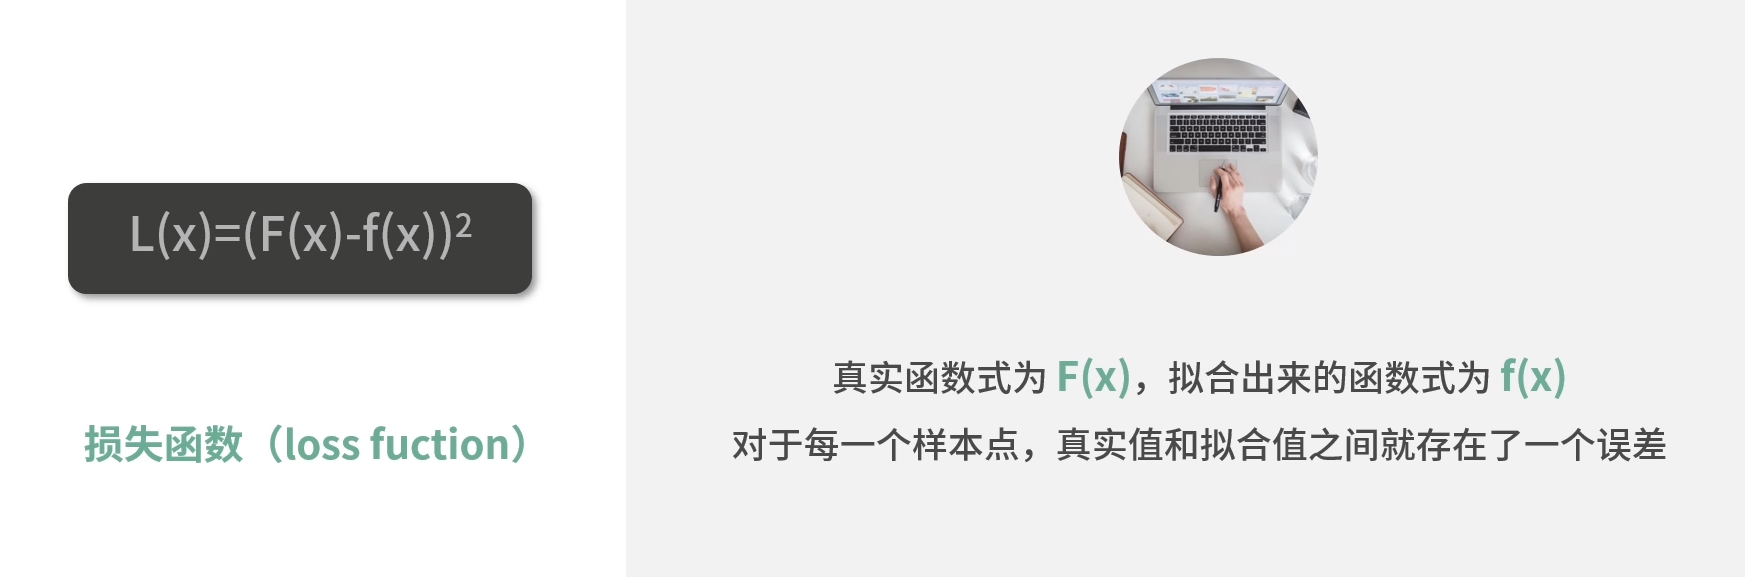 L(x)=(F(x)-f(x))²
损失函数（loss fuction）
真实函数式为 F(x)，拟合出来的函数式为 f(x)
对于每一个样本点，真实值和拟合值之间就存在了一个误差